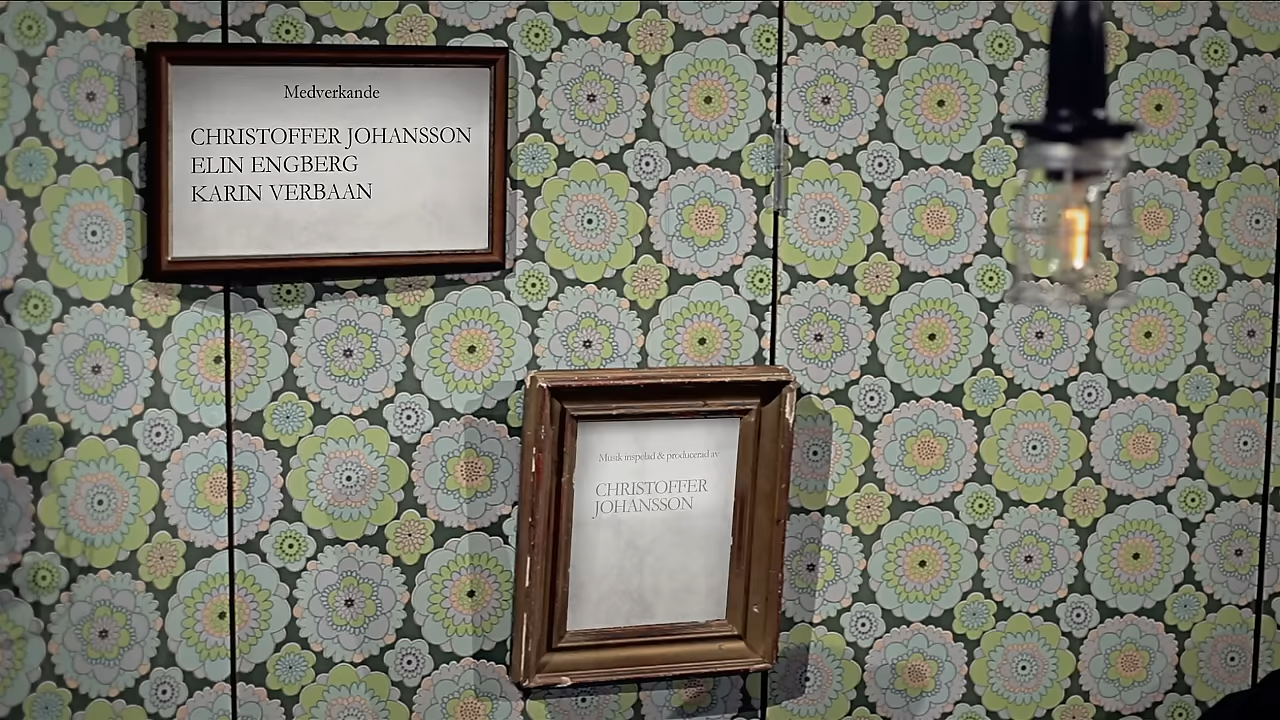 Medverkande
CHRISTOFFER JOHANSSON
ELIN ENGBERG
KARIN VERBAAN
Musik inspelad & producerad av
CHRISTOFFER
JOHANSSON